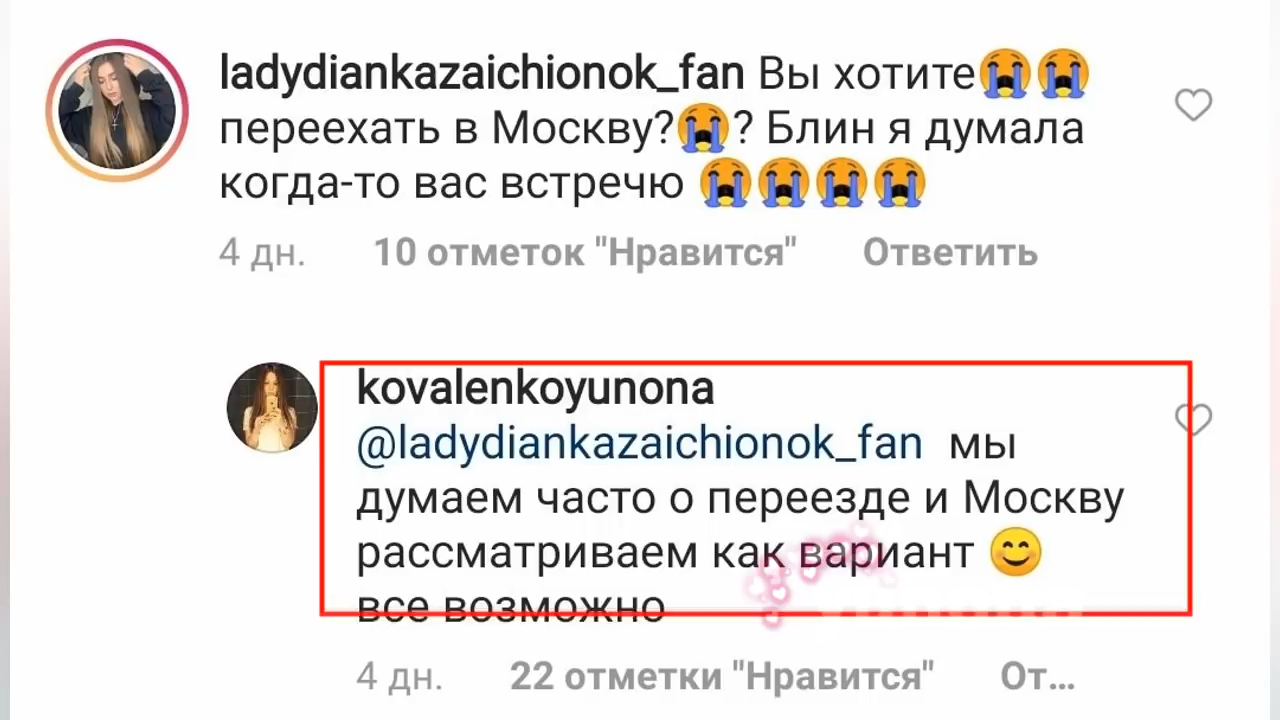 ladydiankazaichionok_fan Вы хотите😭😭
переехать в Москву?😭? Блин я думала
когда-то вас встречу 😭😭😭😭
4 дн. 10 отметок "Нравится" Ответить
kovalenkoyunona
@ladydiankazaichionok_fan мы
думаем часто о переезде и Москву
рассматриваем как вариант 😊
все возможно
4 дн. 22 отметки "Нравится" От...